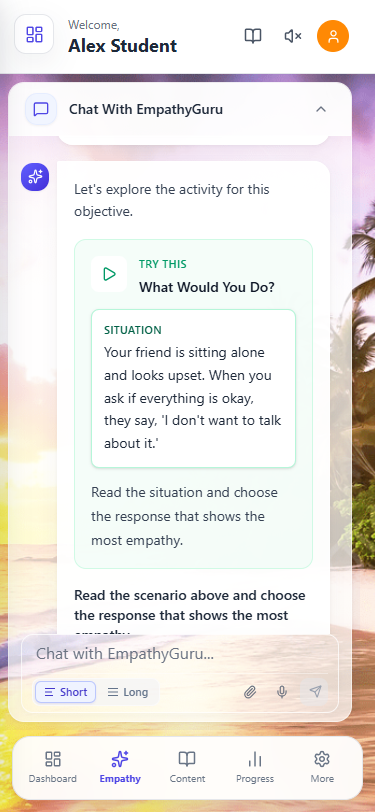 Welcome,
Alex Student
Chat With EmpathyGuru
Let's explore the activity for this
objective.
TRY THIS
What Would You Do?
SITUATION
Your friend is sitting alone
and looks upset. When you
ask if everything is okay,
they say, 'I don't want to talk
about it.'
Read the situation and choose
the response that shows the
most empathy.
Read the scenario above and choose
the response that shows the most
empathy.
Chat with EmpathyGuru...
Short
Long
Dashboard
Empathy
Content
Progress
More